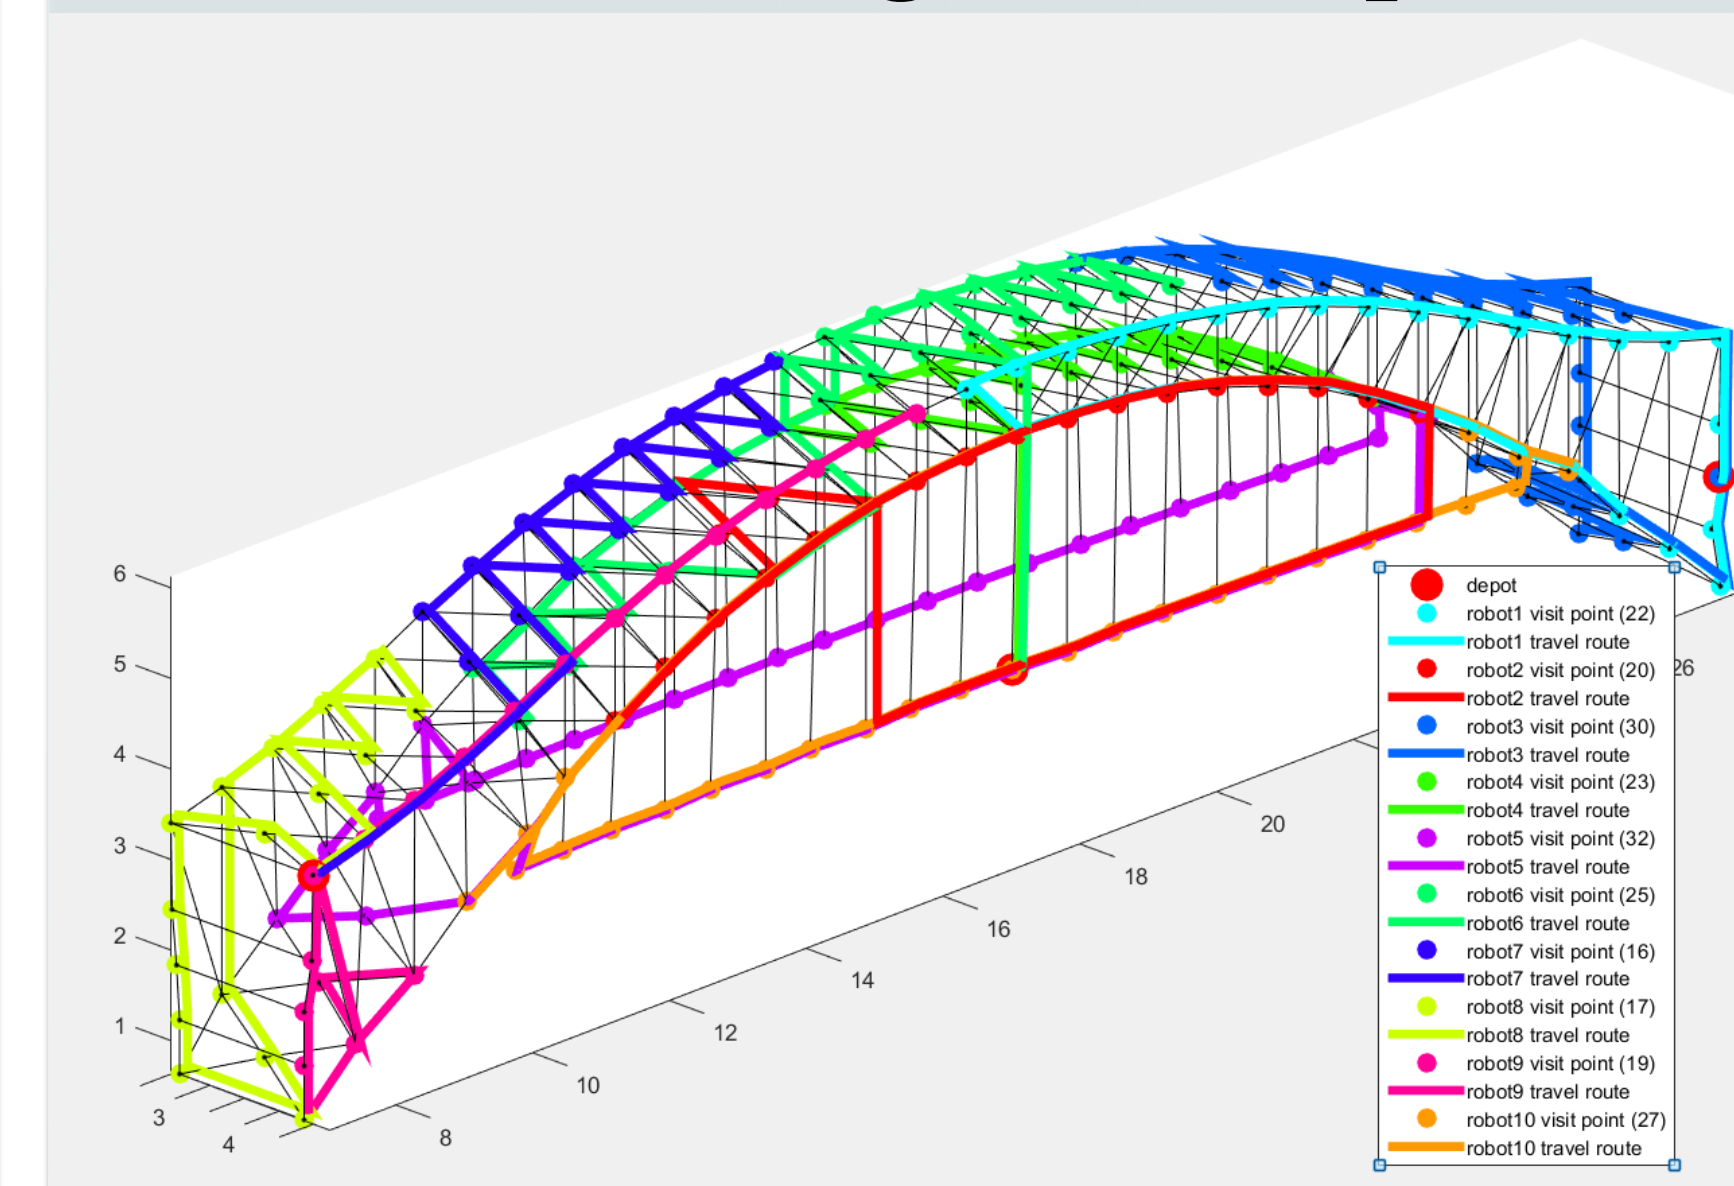 6
5
4
3
2
1
3
4
8
10
12
14
16
18
20
26
depot
robot1 visit point (22)
robot1 travel route
robot2 visit point (20)
robot2 travel route
robot3 visit point (30)
robot3 travel route
robot4 visit point (23)
robot4 travel route
robot5 visit point (32)
robot5 travel route
robot6 visit point (25)
robot6 travel route
robot7 visit point (16)
robot7 travel route
robot8 visit point (17)
robot8 travel route
robot9 visit point (19)
robot9 travel route
robot10 visit point (27)
robot10 travel route